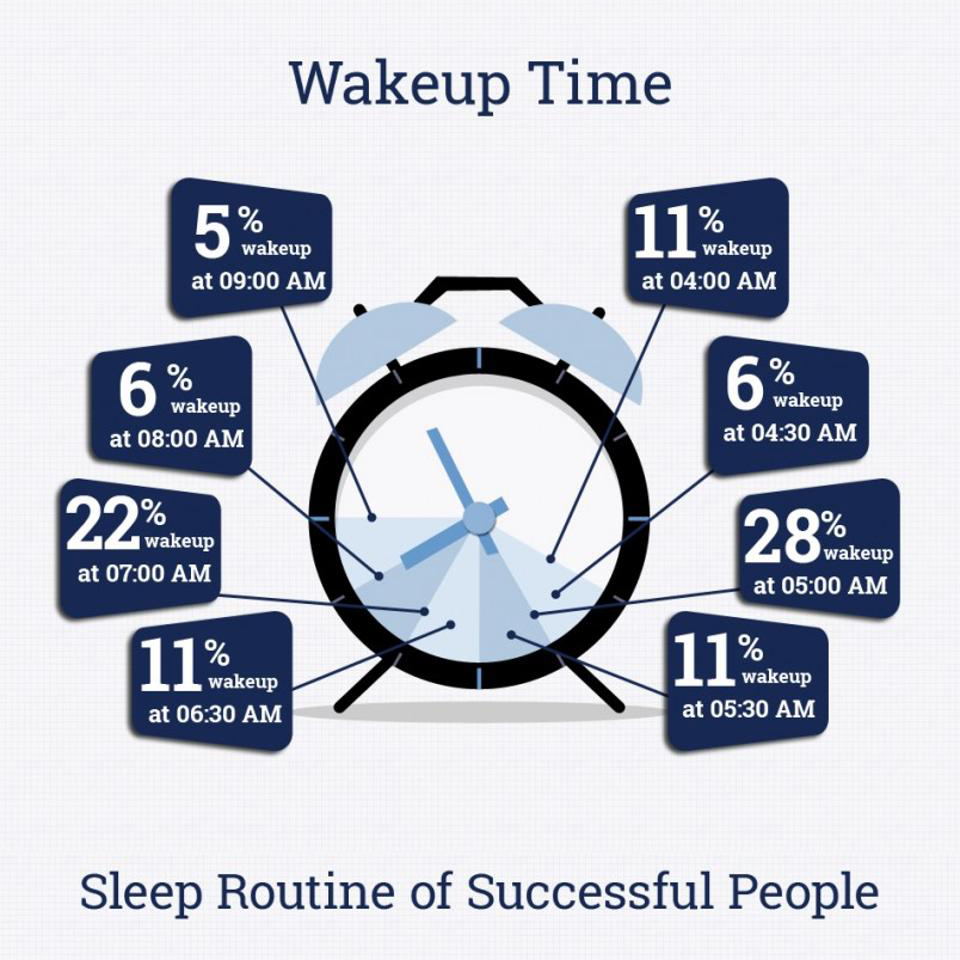 Wakeup Time
5 %
wakeup
at 09:00 AM
11%
wakeup
at 04:00 AM
6 %
wakeup
at 08:00 AM
6 %
wakeup
at 04:30 AM
22%
wakeup
at 07:00 AM
28%
wakeup
at 05:00 AM
11%
wakeup
at 06:30 AM
11%
wakeup
at 05:30 AM
Sleep Routine of Successful People